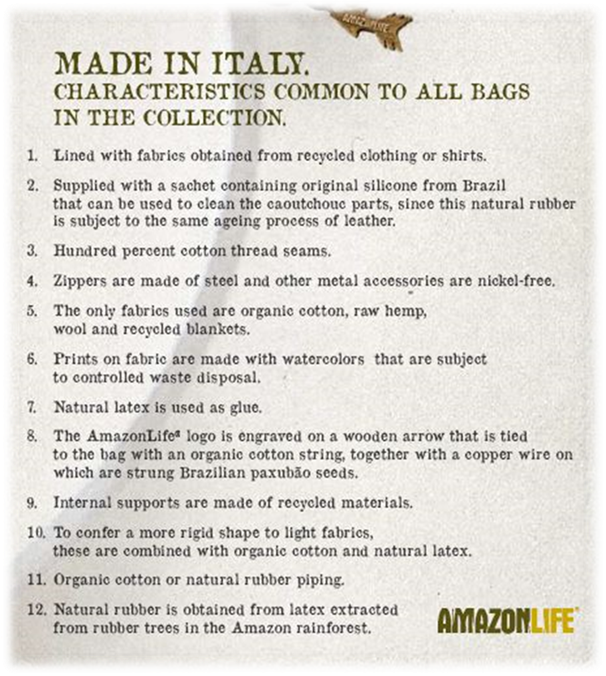 AMAZONLIFE
MADE IN ITALY.
CHARACTERISTICS COMMON TO ALL BAGS
IN THE COLLECTION.
1. Lined with fabrics obtained from recycled clothing or shirts.
2. Supplied with a sachet containing original silicone from Brazil
that can be used to clean the caoutchouc parts, since this natural rubber
is subject to the same ageing process of leather.
3. Hundred percent cotton thread seams.
4. Zippers are made of steel and other metal accessories are nickel-free.
5. The only fabrics used are organic cotton, raw hemp,
wool and recycled blankets.
6. Prints on fabric are made with watercolors that are subject
to controlled waste disposal.
7. Natural latex is used as glue.
8. The AmazonLife® logo is engraved on a wooden arrow that is tied
to the bag with an organic cotton string, together with a copper wire on
which are strung Brazilian paxubão seeds.
9. Internal supports are made of recycled materials.
10. To confer a more rigid shape to light fabrics,
these are combined with organic cotton and natural latex.
11. Organic cotton or natural rubber piping.
12. Natural rubber is obtained from latex extracted
from rubber trees in the Amazon rainforest.
AMAZONLIFE®